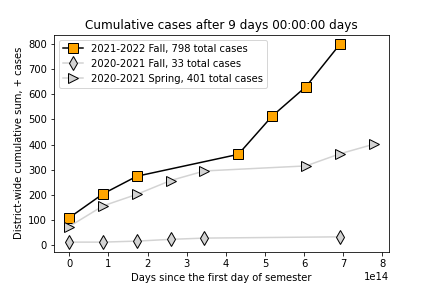 Cumulative cases after 9 days 00:00:00 days
2021-2022 Fall, 798 total cases
2020-2021 Fall, 33 total cases
2020-2021 Spring, 401 total cases
District-wide cumulative sum, + cases
800
700
600
500
400
300
200
100
0
0 1 2 3 4 5 6 7 8
1e14
Days since the first day of semester